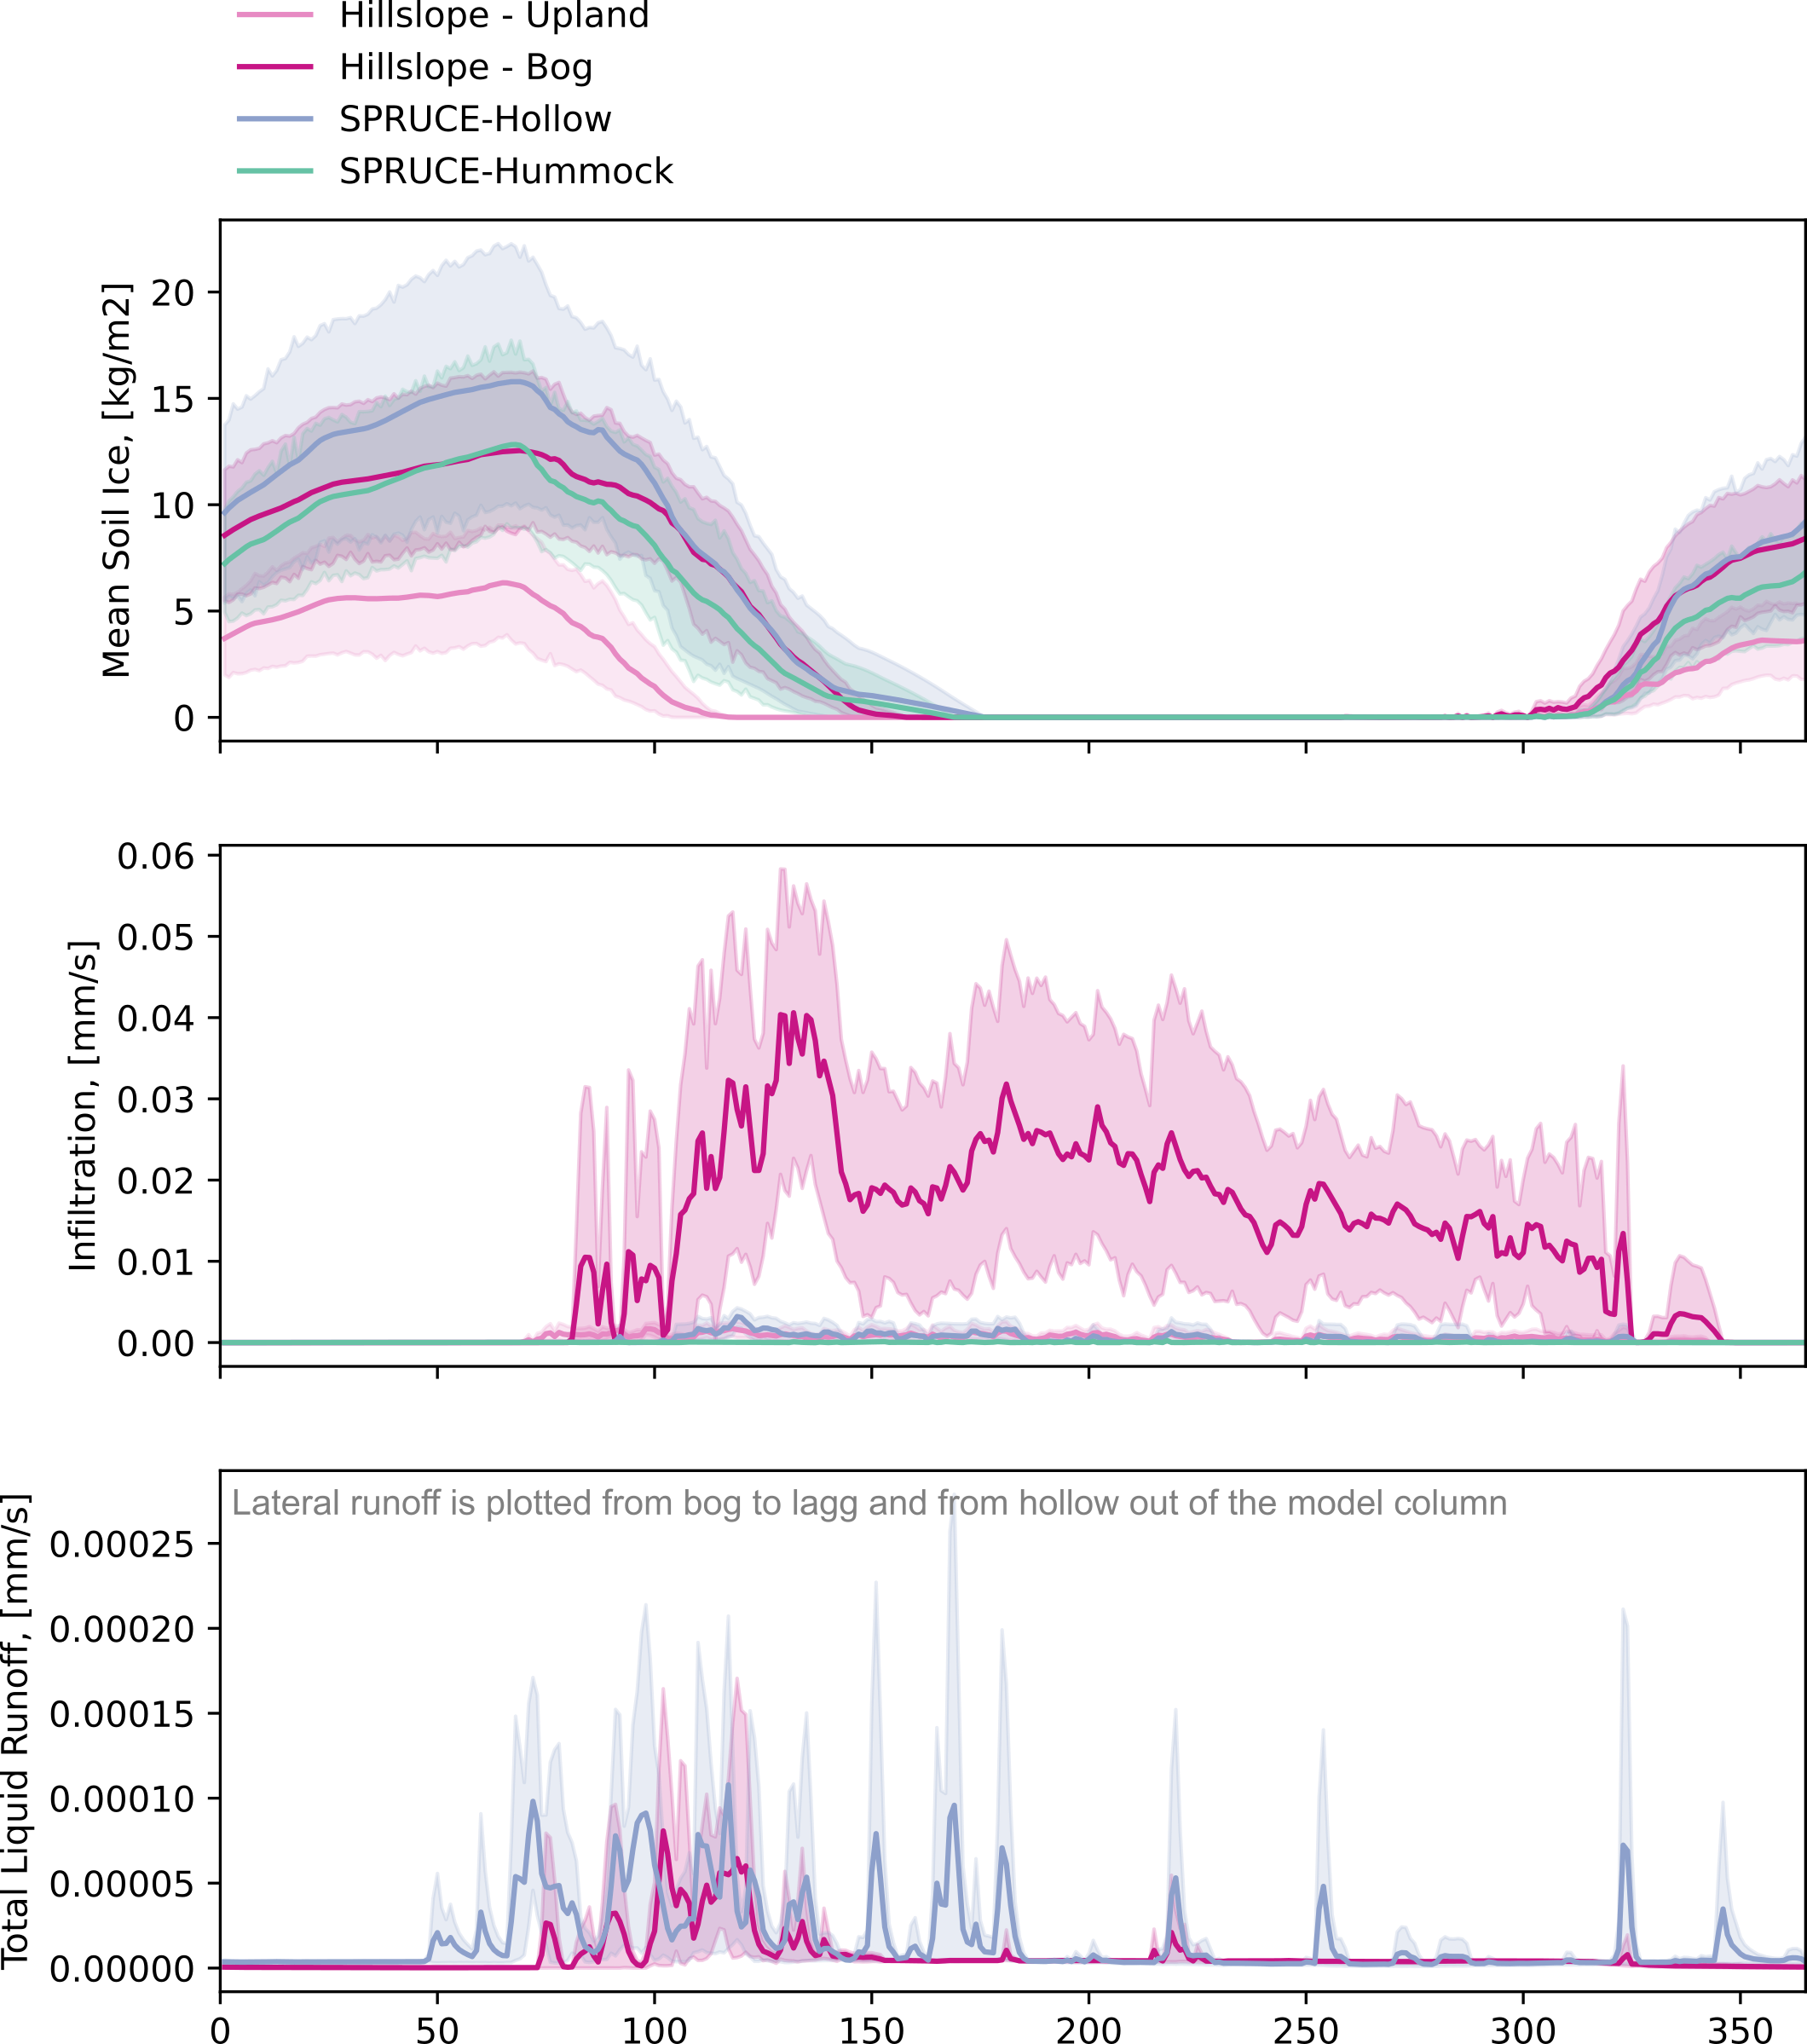 Hillslope - Upland
Hillslope - Bog
SPRUCE-Hollow
SPRUCE-Hummock
Mean Soil Ice, [kg/m2]
20
15
10
5
0
Infiltration, [mm/s]
0.06
0.05
0.04
0.03
0.02
0.01
0.00
Total Liquid Runoff, [mm/s]
Lateral runoff is plotted from bog to lagg and from hollow out of the model column
0.00025
0.00020
0.00015
0.00010
0.00005
0.00000
0 50 100 150 200 250 300 350